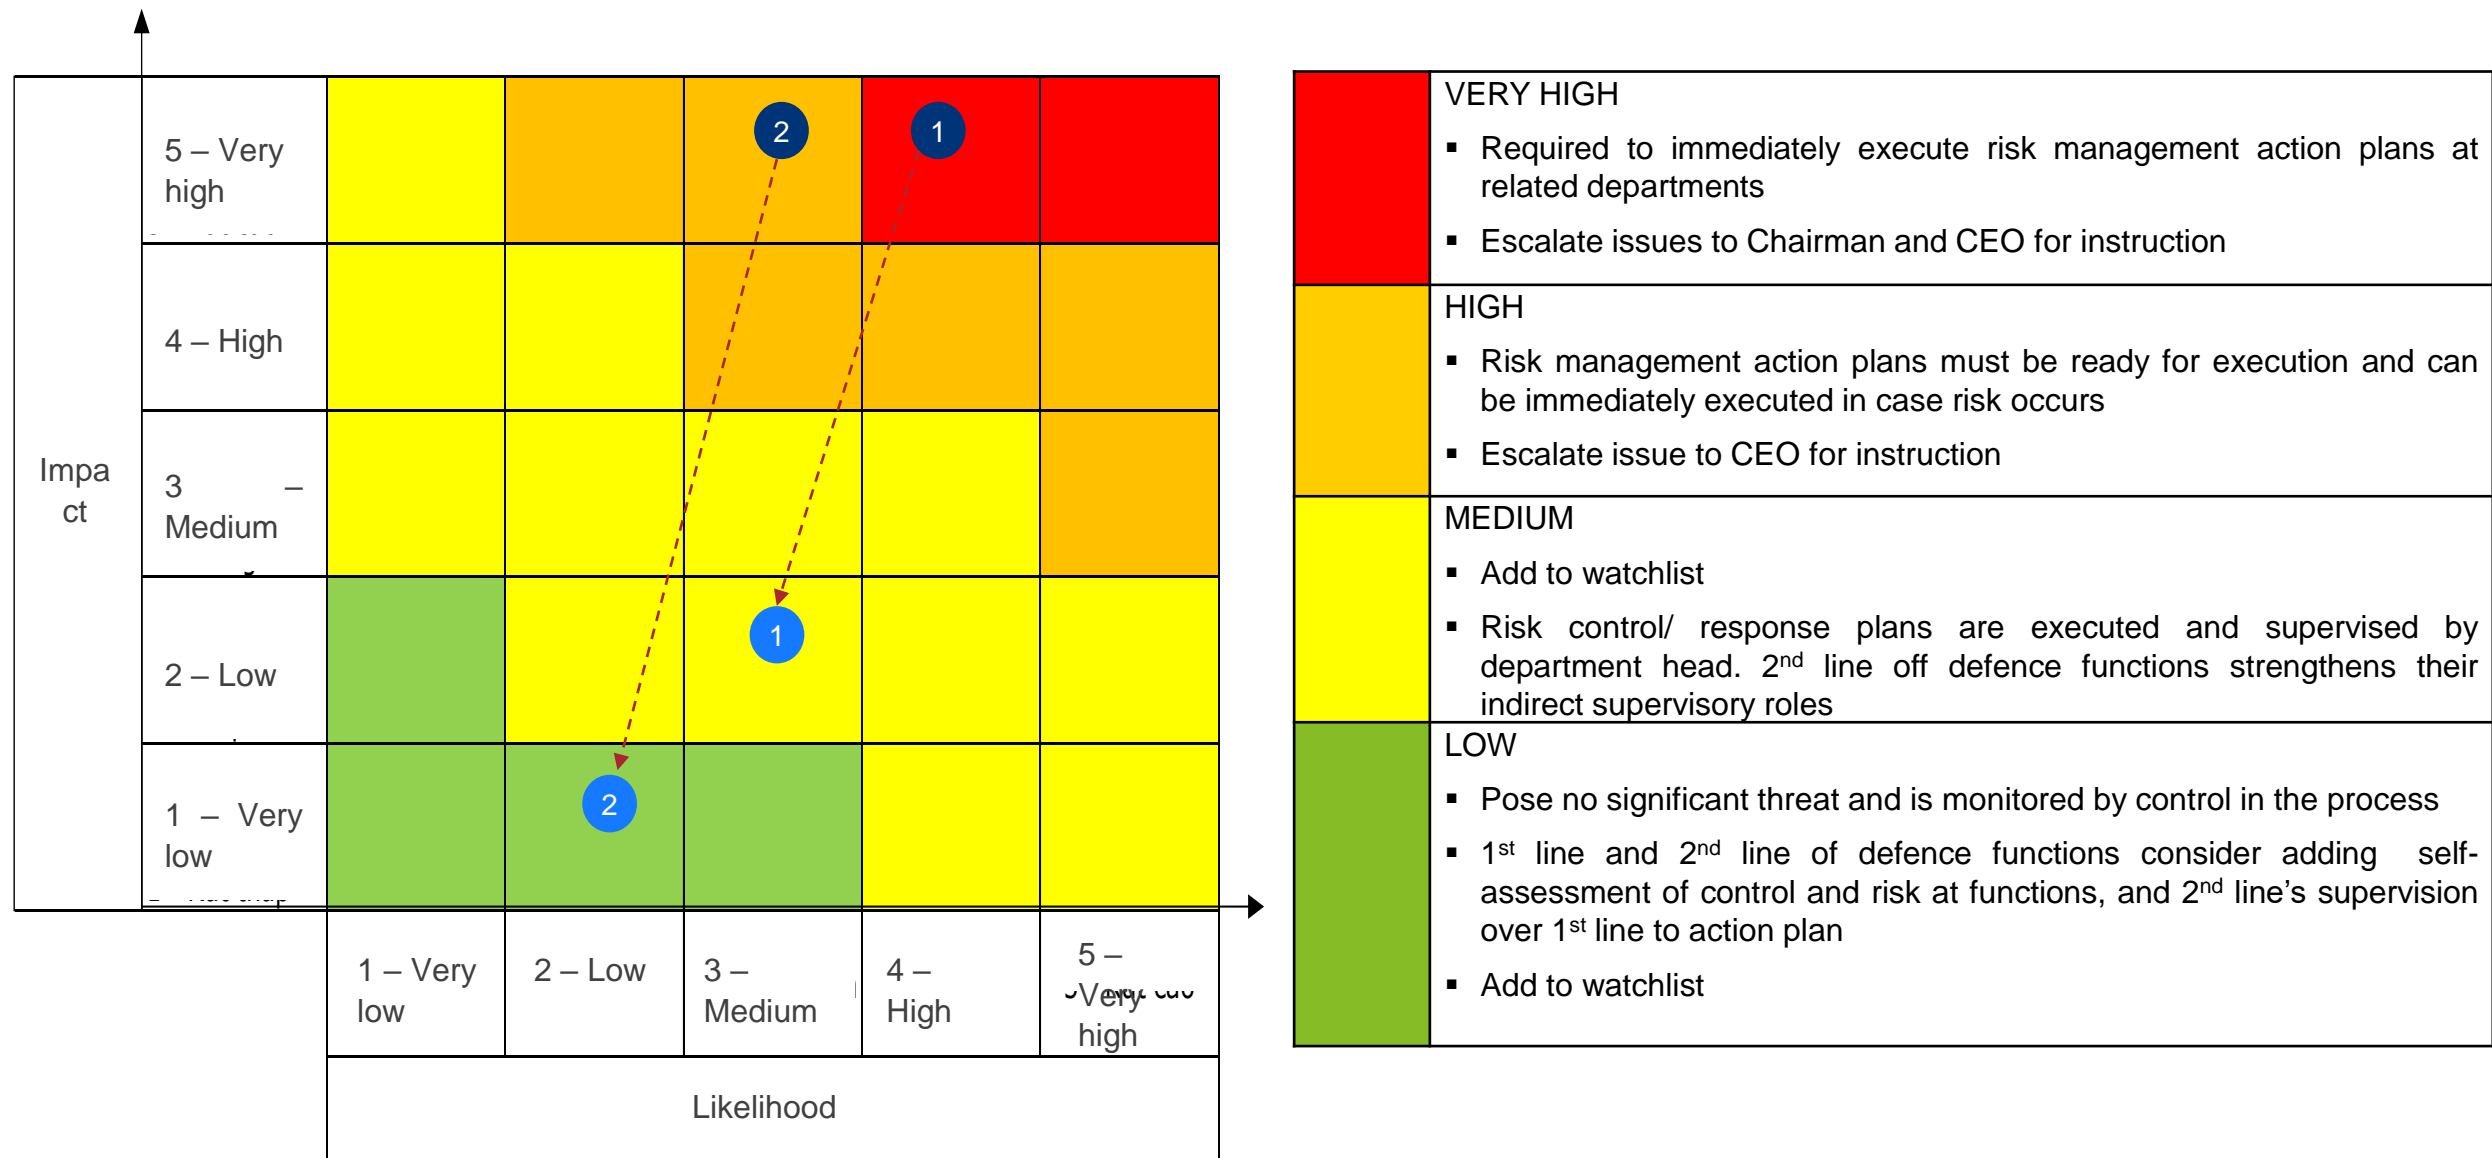 Impa
ct
5 – Very
high
4 – High
3 –
Medium
2 – Low
1 – Very
low
2
1
1
2
1 – Very
low
2 – Low
3 –
Medium
4 –
High
5 –
Very
high
Likelihood
VERY HIGH
▪ Required to immediately execute risk management action plans at
related departments
▪ Escalate issues to Chairman and CEO for instruction
HIGH
▪ Risk management action plans must be ready for execution and can
be immediately executed in case risk occurs
▪ Escalate issue to CEO for instruction
MEDIUM
▪ Add to watchlist
▪ Risk control/ response plans are executed and supervised by
department head. 2nd line off defence functions strengthens their
indirect supervisory roles
LOW
▪ Pose no significant threat and is monitored by control in the process
▪ 1st line and 2nd line of defence functions consider adding self-
assessment of control and risk at functions, and 2nd line's supervision
over 1st line to action plan
▪ Add to watchlist